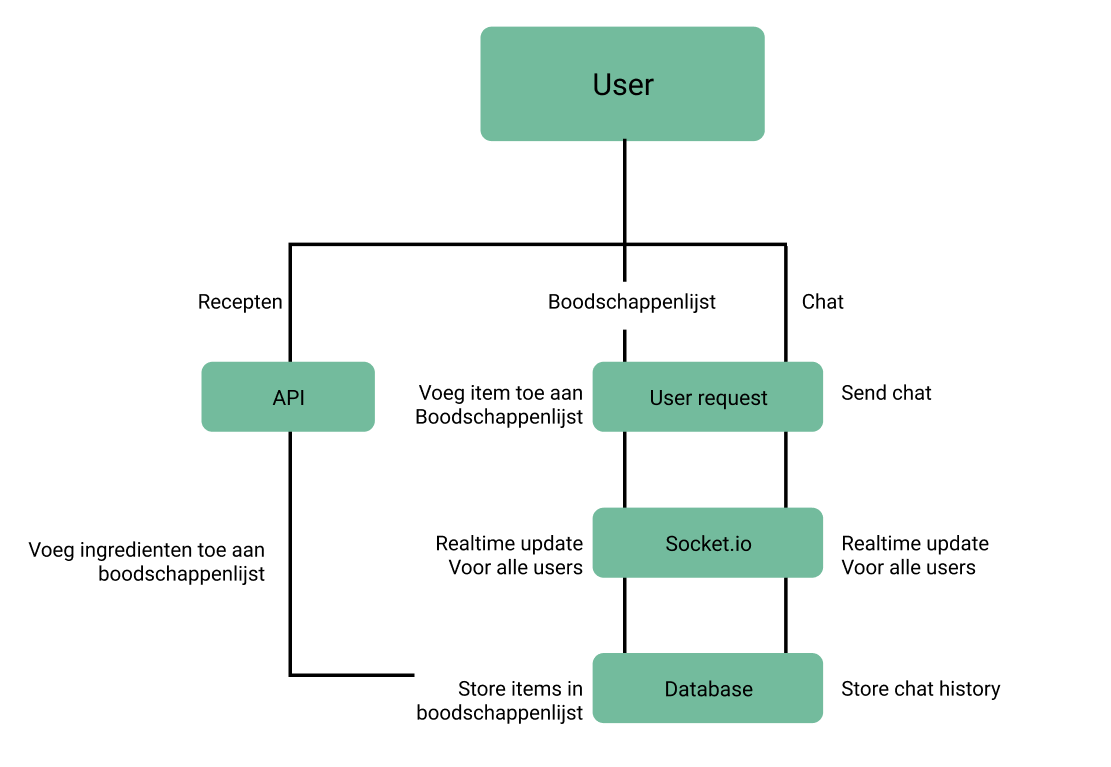 User
Recepten
Boodschappenlijst
Chat
API
Voeg item toe aan
Boodschappenlijst
User request
Send chat
Voeg ingredienten toe aan
boodschappenlijst
Realtime update
Voor alle users
Socket.io
Realtime update
Voor alle users
Store items in
boodschappenlijst
Database
Store chat history